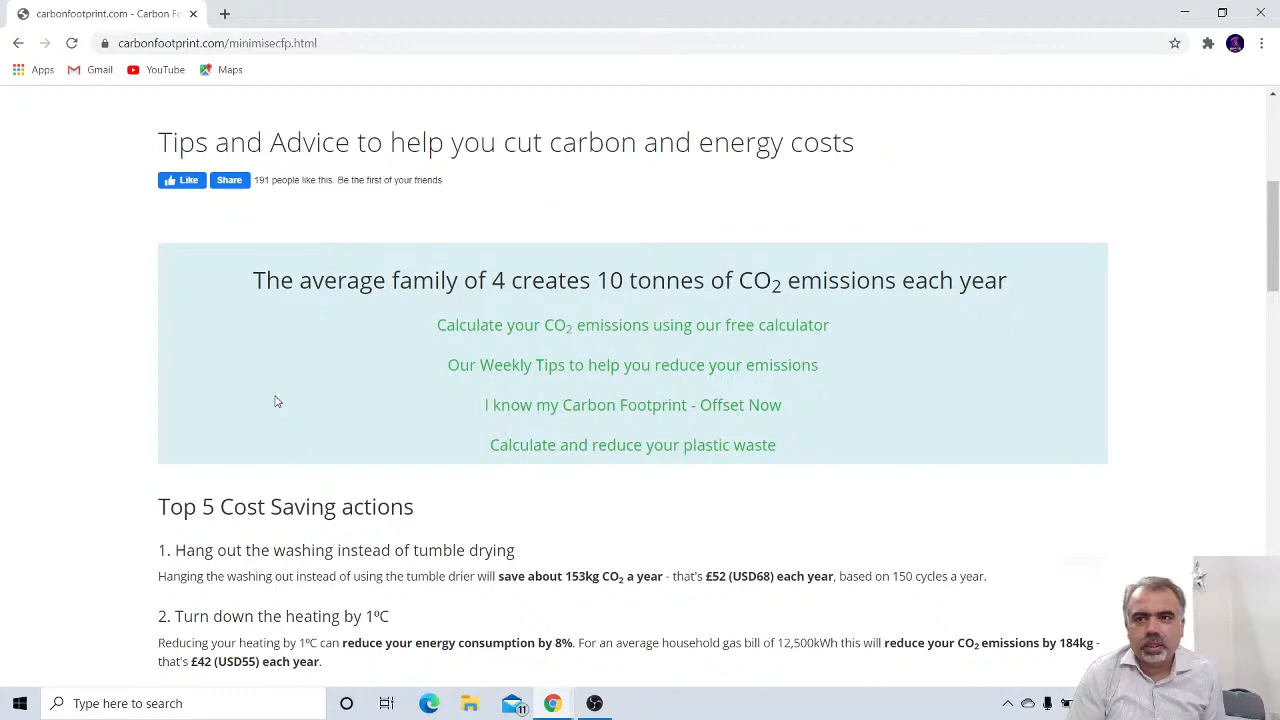 carbonfootprint.com - Carbon Fo
carbonfootprint.com/minimisecfp.html
Apps Gmail YouTube Maps
Tips and Advice to help you cut carbon and energy costs
Like Share 191 people like this. Be the first of your friends.
The average family of 4 creates 10 tonnes of CO₂ emissions each year
Calculate your CO₂ emissions using our free calculator
Our Weekly Tips to help you reduce your emissions
I know my Carbon Footprint - Offset Now
Calculate and reduce your plastic waste
Top 5 Cost Saving actions
1. Hang out the washing instead of tumble drying
Hanging the washing out instead of using the tumble drier will save about 153kg CO₂ a year - that's £52 (USD68) each year, based on 150 cycles a year.
2. Turn down the heating by 1ºC
Reducing your heating by 1ºC can reduce your energy consumption by 8%. For an average household gas bill of 12,500kWh this will reduce your CO₂ emissions by 184kg -
that's £42 (USD55) each year.
Type here to search
11